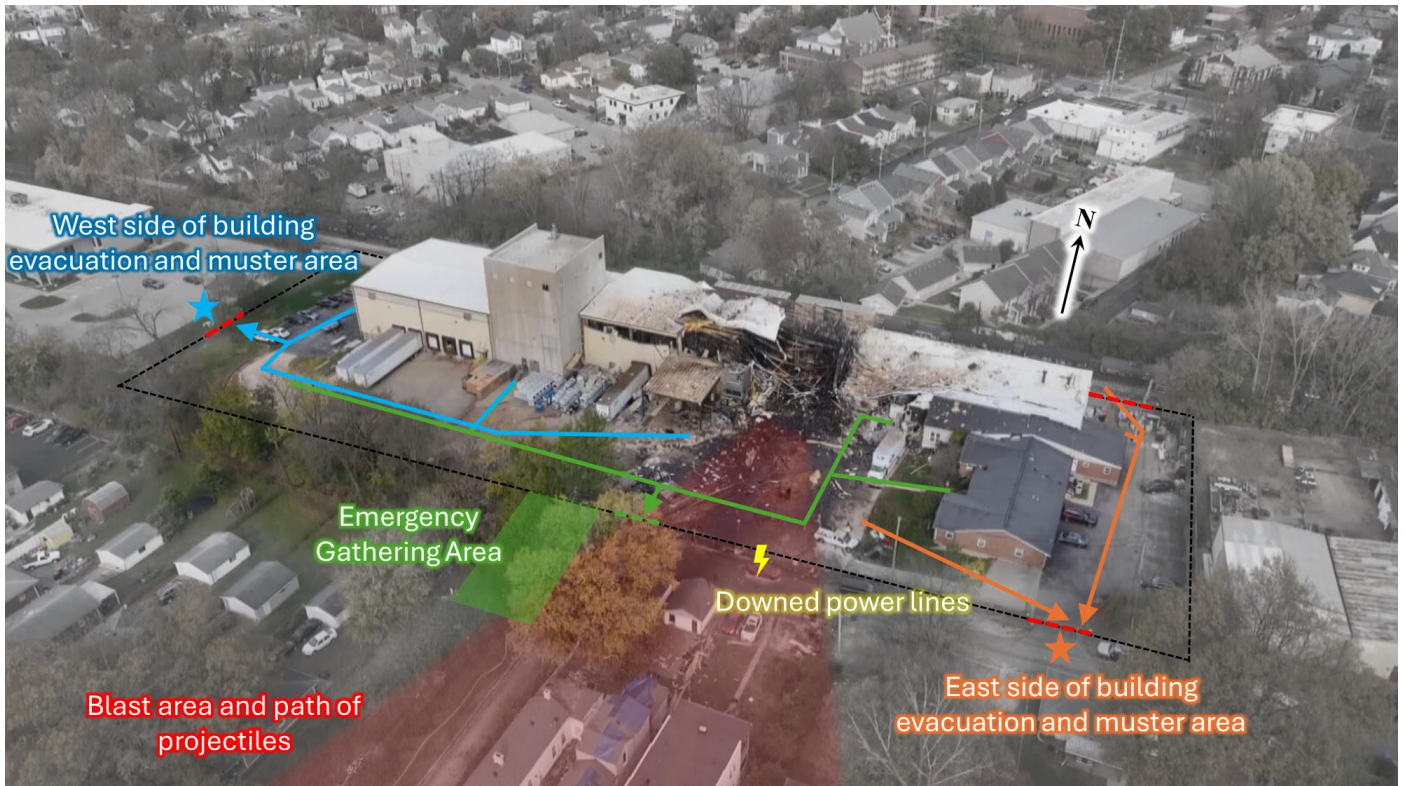 West side of building
evacuation and muster area
N
Emergency
Gathering Area
Downed power lines
East side of building
evacuation and muster area
Blast area and path of
projectiles